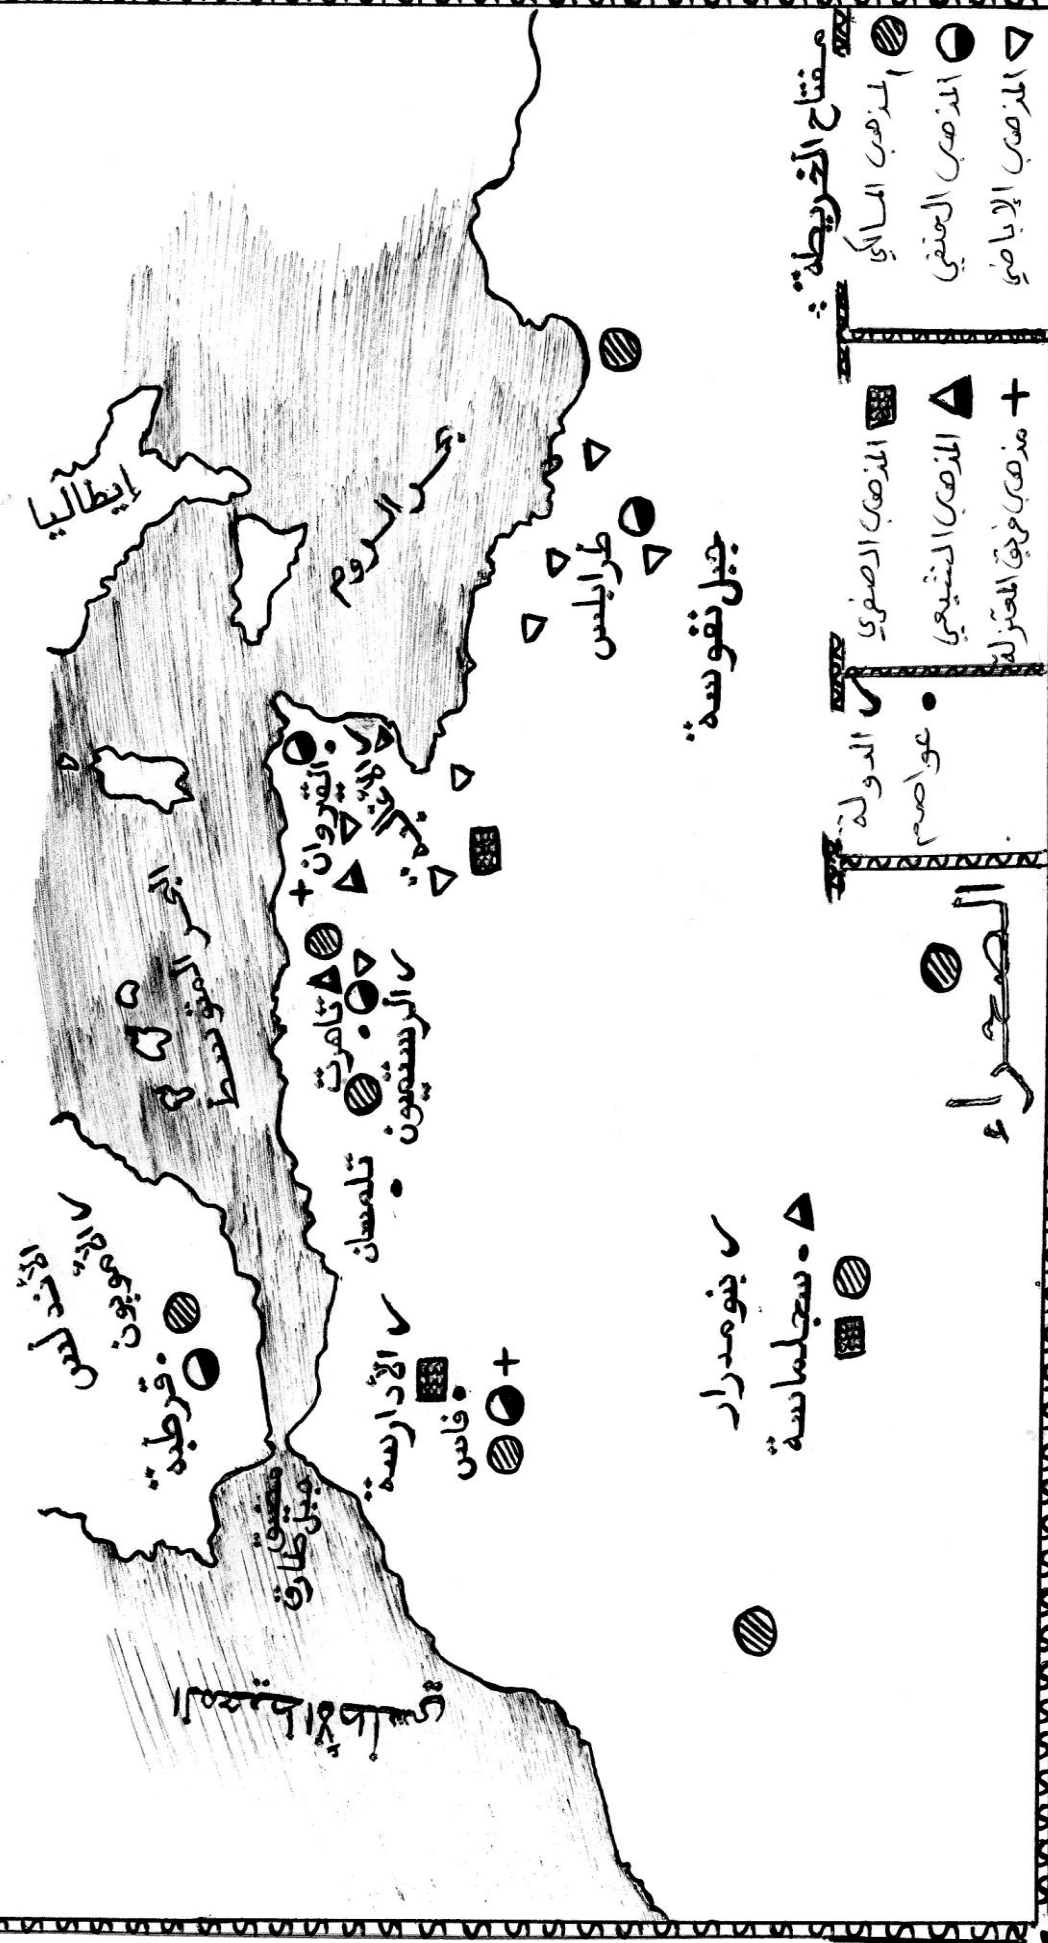 إيطاليا
بحر الروم
البحر المتوسط
الأندلس
✓ الأمويون
• قرطبة
مضيق
جبل طارق
المحيط الأطلسي
طرابلس
جبل نفوسة
• القيروان
✓ الأغالبة
تاهرت •
✓ الرستميون
تلمسان •
✓ الأدارسة
• فاس
✓ بنو مدرار
• سجلماسة
الصحراء
مفتاح الخريطة:
المذهب المالكي
المذهب الحنفي
المذهب الإباضي
المذهب الصفري
المذهب الشيعي
مذهب فرق المعتزلة
✓ الدولة
• عواصم